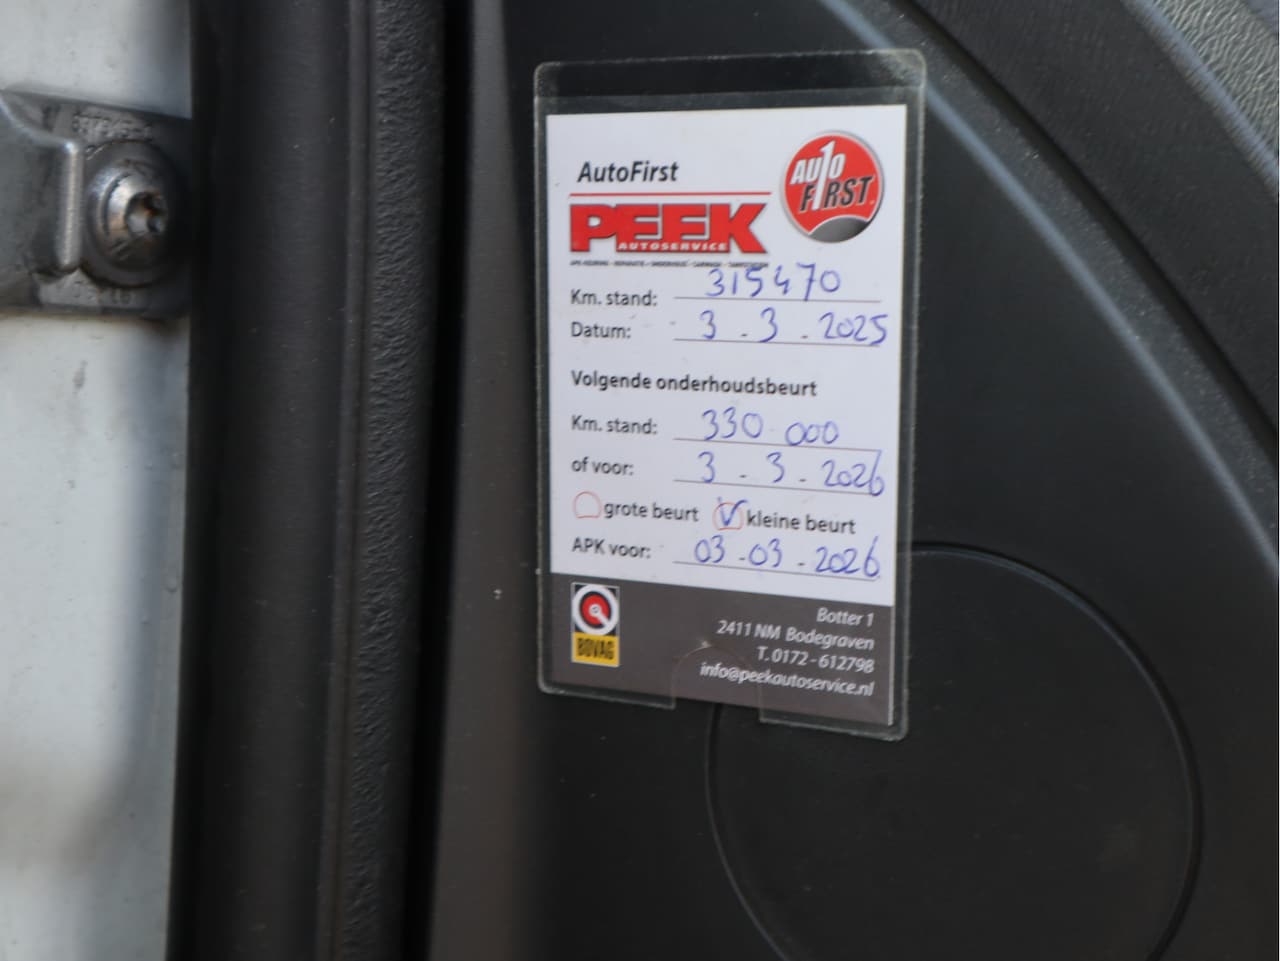 AutoFirst
AUTO FIRST
PEEK
AUTOSERVICE
Km. stand: 315470
Datum: 3 - 3 - 2025
Volgende onderhoudsbeurt
Km. stand: 330 000
of voor: 3 - 3 - 2026
grote beurt kleine beurt
APK voor: 03 - 03 - 2026
BOVAG
Botter 1
2411 NM Bodegraven
T. 0172 - 612798
info@peekautoservice.nl